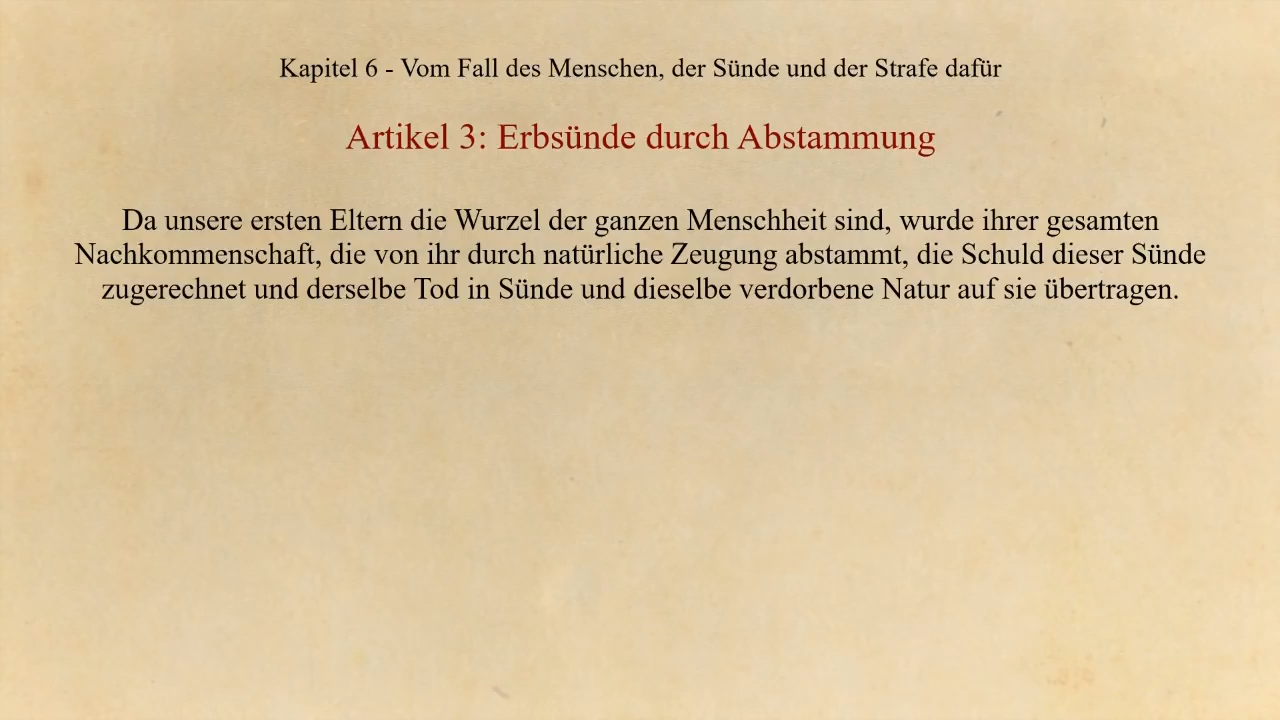 Kapitel 6 - Vom Fall des Menschen, der Sünde und der Strafe dafür
Artikel 3: Erbsünde durch Abstammung
Da unsere ersten Eltern die Wurzel der ganzen Menschheit sind, wurde ihrer gesamten
Nachkommenschaft, die von ihr durch natürliche Zeugung abstammt, die Schuld dieser Sünde
zugerechnet und derselbe Tod in Sünde und dieselbe verdorbene Natur auf sie übertragen.